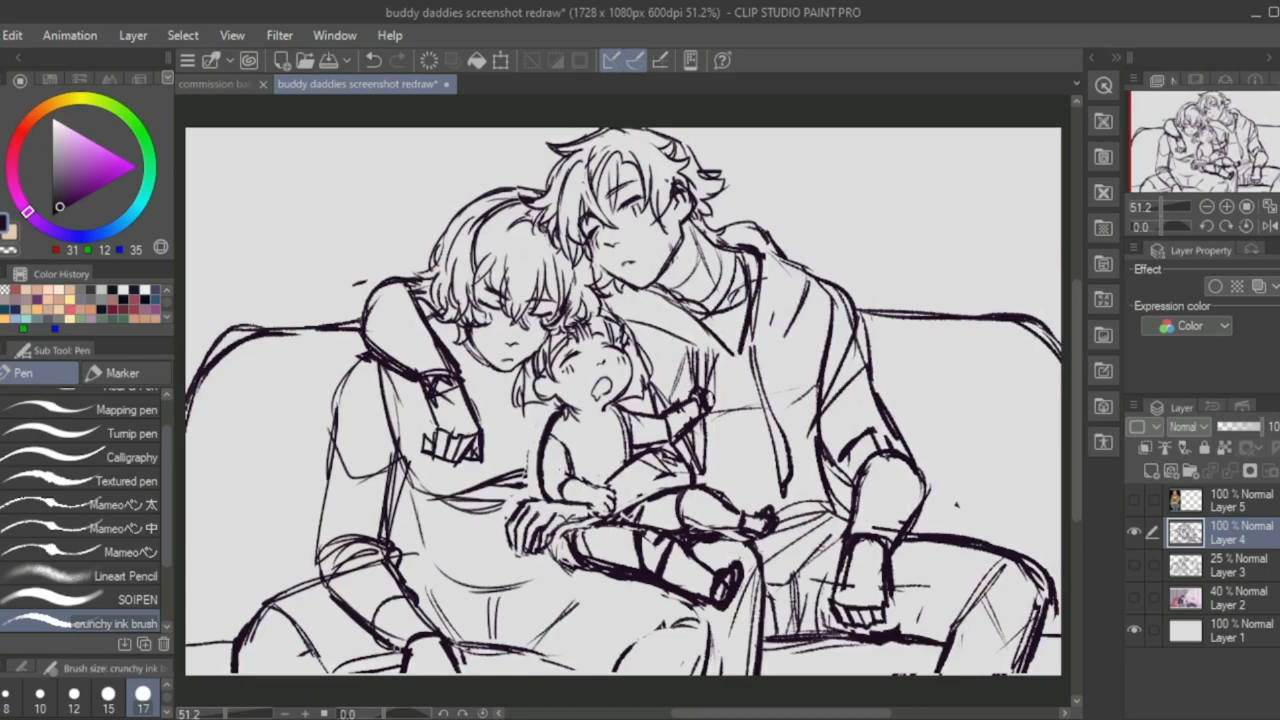 buddy daddies screenshot redraw* (1728 x 1080px 600dpi 51.2%) - CLIP STUDIO PAINT PRO
Edit Animation Layer Select View Filter Window Help
commission ba
buddy daddies screenshot redraw*
51.2
0.0
31 12 35
Layer Property
Color History
Effect
Expression color
Color
Sub Tool: Pen
Pen Marker
Mapping pen
Turnip pen
Calligraphy
Textured pen
Mameoペン 太
Mameoペン 中
Mameoペン
Lineart Pencil
SOIPEN
crunchy ink brush
Layer
Normal 10
100 % Normal
Layer 5
100 % Normal
Layer 4
25 % Normal
Layer 3
40 % Normal
Layer 2
100 % Normal
Layer 1
Brush size: crunchy ink b
8 10 12 15 17
51.2 0.0